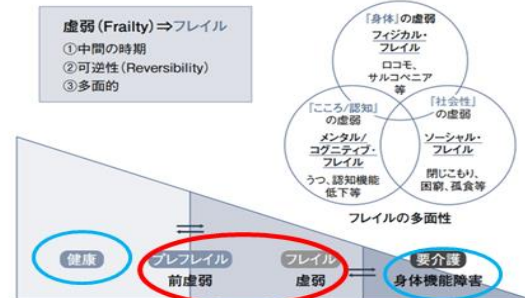 虚弱(Frailty)⇒フレイル
①中間の時期
②可逆性(Reversibility)
③多面的
「身体」の虚弱
フィジカル・
フレイル
ロコモ、
サルコペニア
等
「こころ/認知」
の虚弱
メンタル/
コグニティブ・
フレイル
うつ、認知機能
低下等
「社会性」
の虚弱
ソーシャル・
フレイル
閉じこもり、
困窮、孤食等
フレイルの多面性
健康
プレフレイル
前虚弱
フレイル
虚弱
要介護
身体機能障害